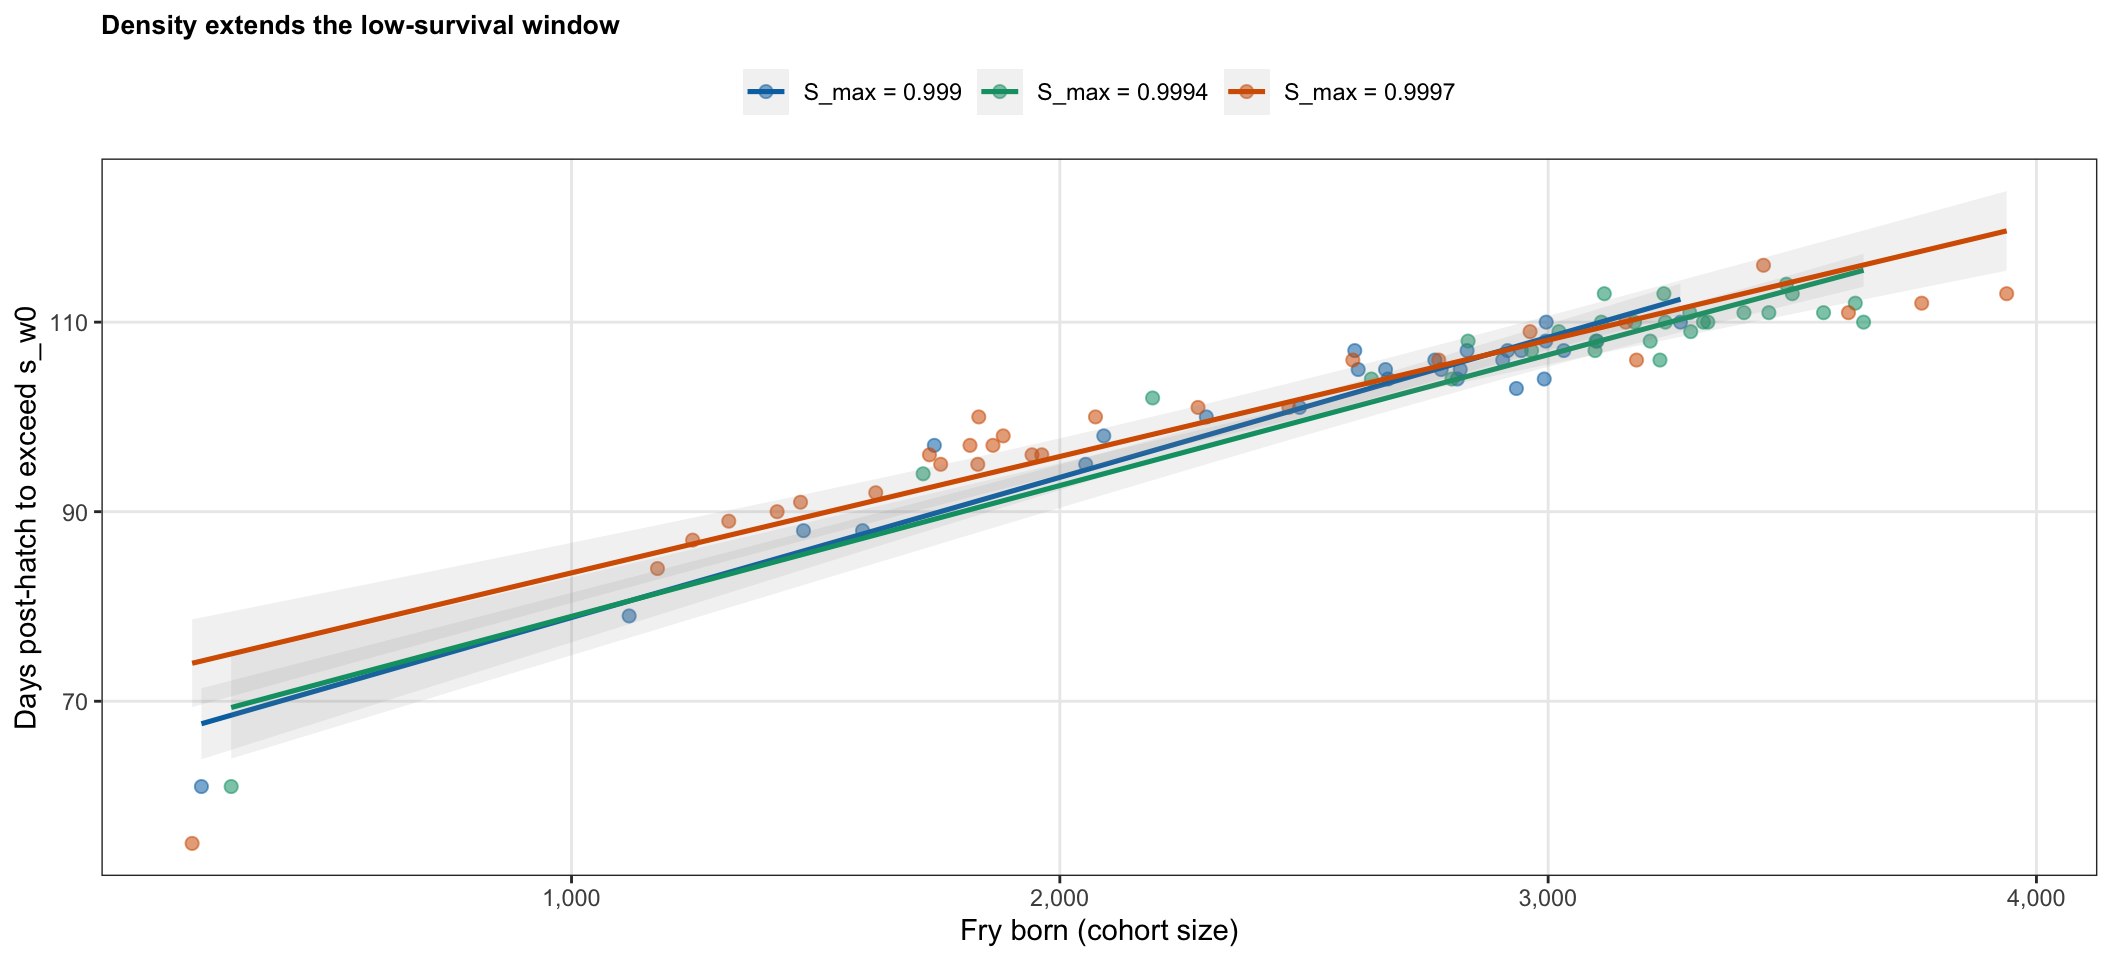 Density extends the low-survival window
S_max = 0.999 S_max = 0.9994 S_max = 0.9997
Days post-hatch to exceed s_w0
110
90
70
1,000 2,000 3,000 4,000
Fry born (cohort size)